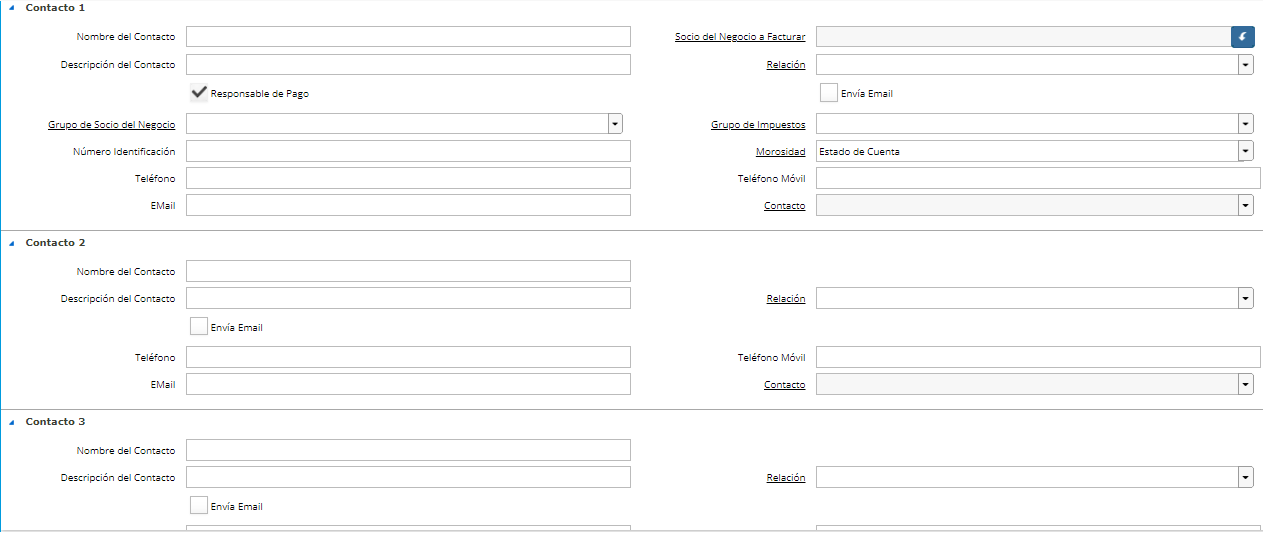 Contacto 1
Nombre del Contacto Socio del Negocio a Facturar
Descripción del Contacto Relación
Responsable de Pago Envía Email
Grupo de Socio del Negocio Grupo de Impuestos
Número Identificación Morosidad Estado de Cuenta
Teléfono Teléfono Móvil
EMail Contacto
Contacto 2
Nombre del Contacto
Descripción del Contacto Relación
Envía Email
Teléfono Teléfono Móvil
EMail Contacto
Contacto 3
Nombre del Contacto
Descripción del Contacto Relación
Envía Email